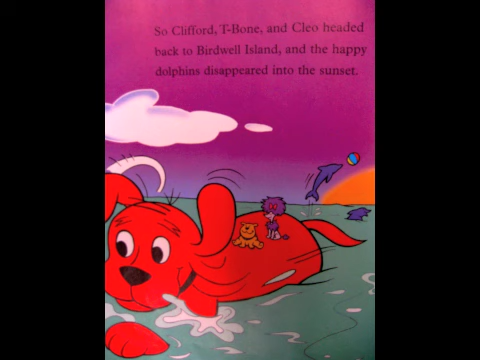 So Clifford, T-Bone, and Cleo headed
back to Birdwell Island, and the happy
dolphins disappeared into the sunset.